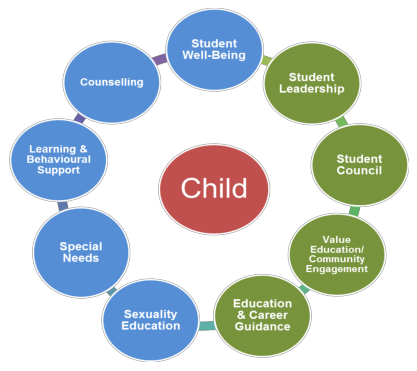 Student
Well-Being
Student
Leadership
Student
Council
Value
Education/
Community
Engagement
Education
& Career
Guidance
Sexuality
Education
Special
Needs
Learning &
Behavioural
Support
Counselling
Child